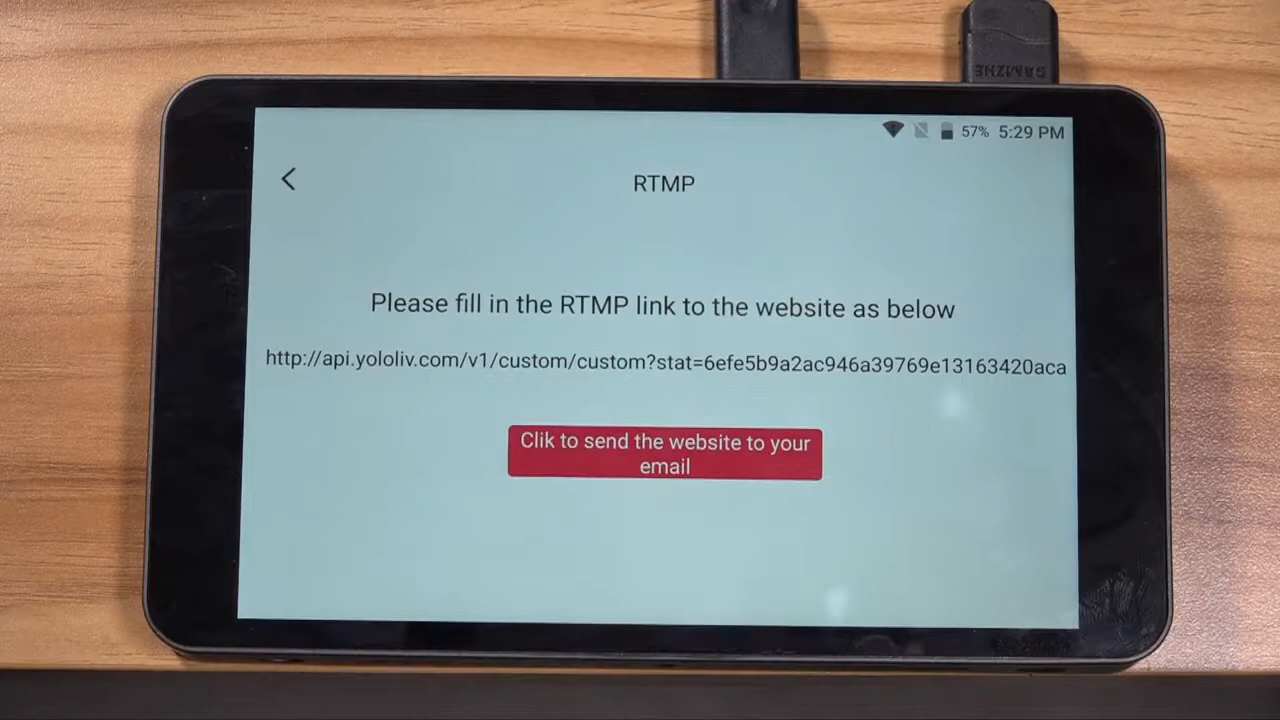 SAMZHE
57% 5:29 PM
RTMP
Please fill in the RTMP link to the website as below
http://api.yololiv.com/v1/custom/custom?stat=6efe5b9a2ac946a39769e13163420aca
Clik to send the website to your
email